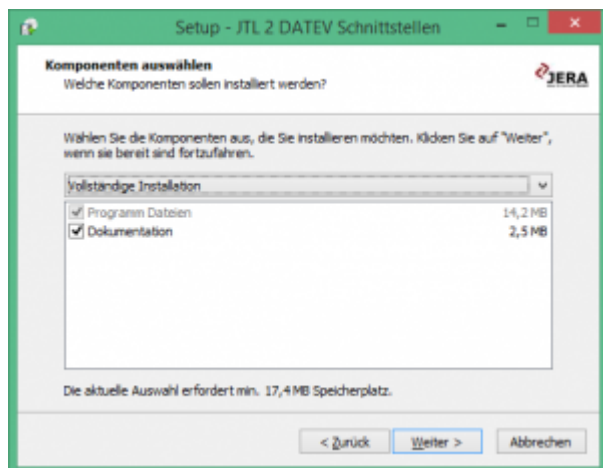 Setup - JTL 2 DATEV Schnittstellen
Komponenten auswählen
Welche Komponenten sollen installiert werden?
JERA
Wählen Sie die Komponenten aus, die Sie installieren möchten. Klicken Sie auf "Weiter",
wenn sie bereit sind fortzufahren.
Vollständige Installation
Programm Dateien 14,2 MB
Dokumentation 2,5 MB
Die aktuelle Auswahl erfordert min. 17,4 MB Speicherplatz.
< Zurück Weiter > Abbrechen